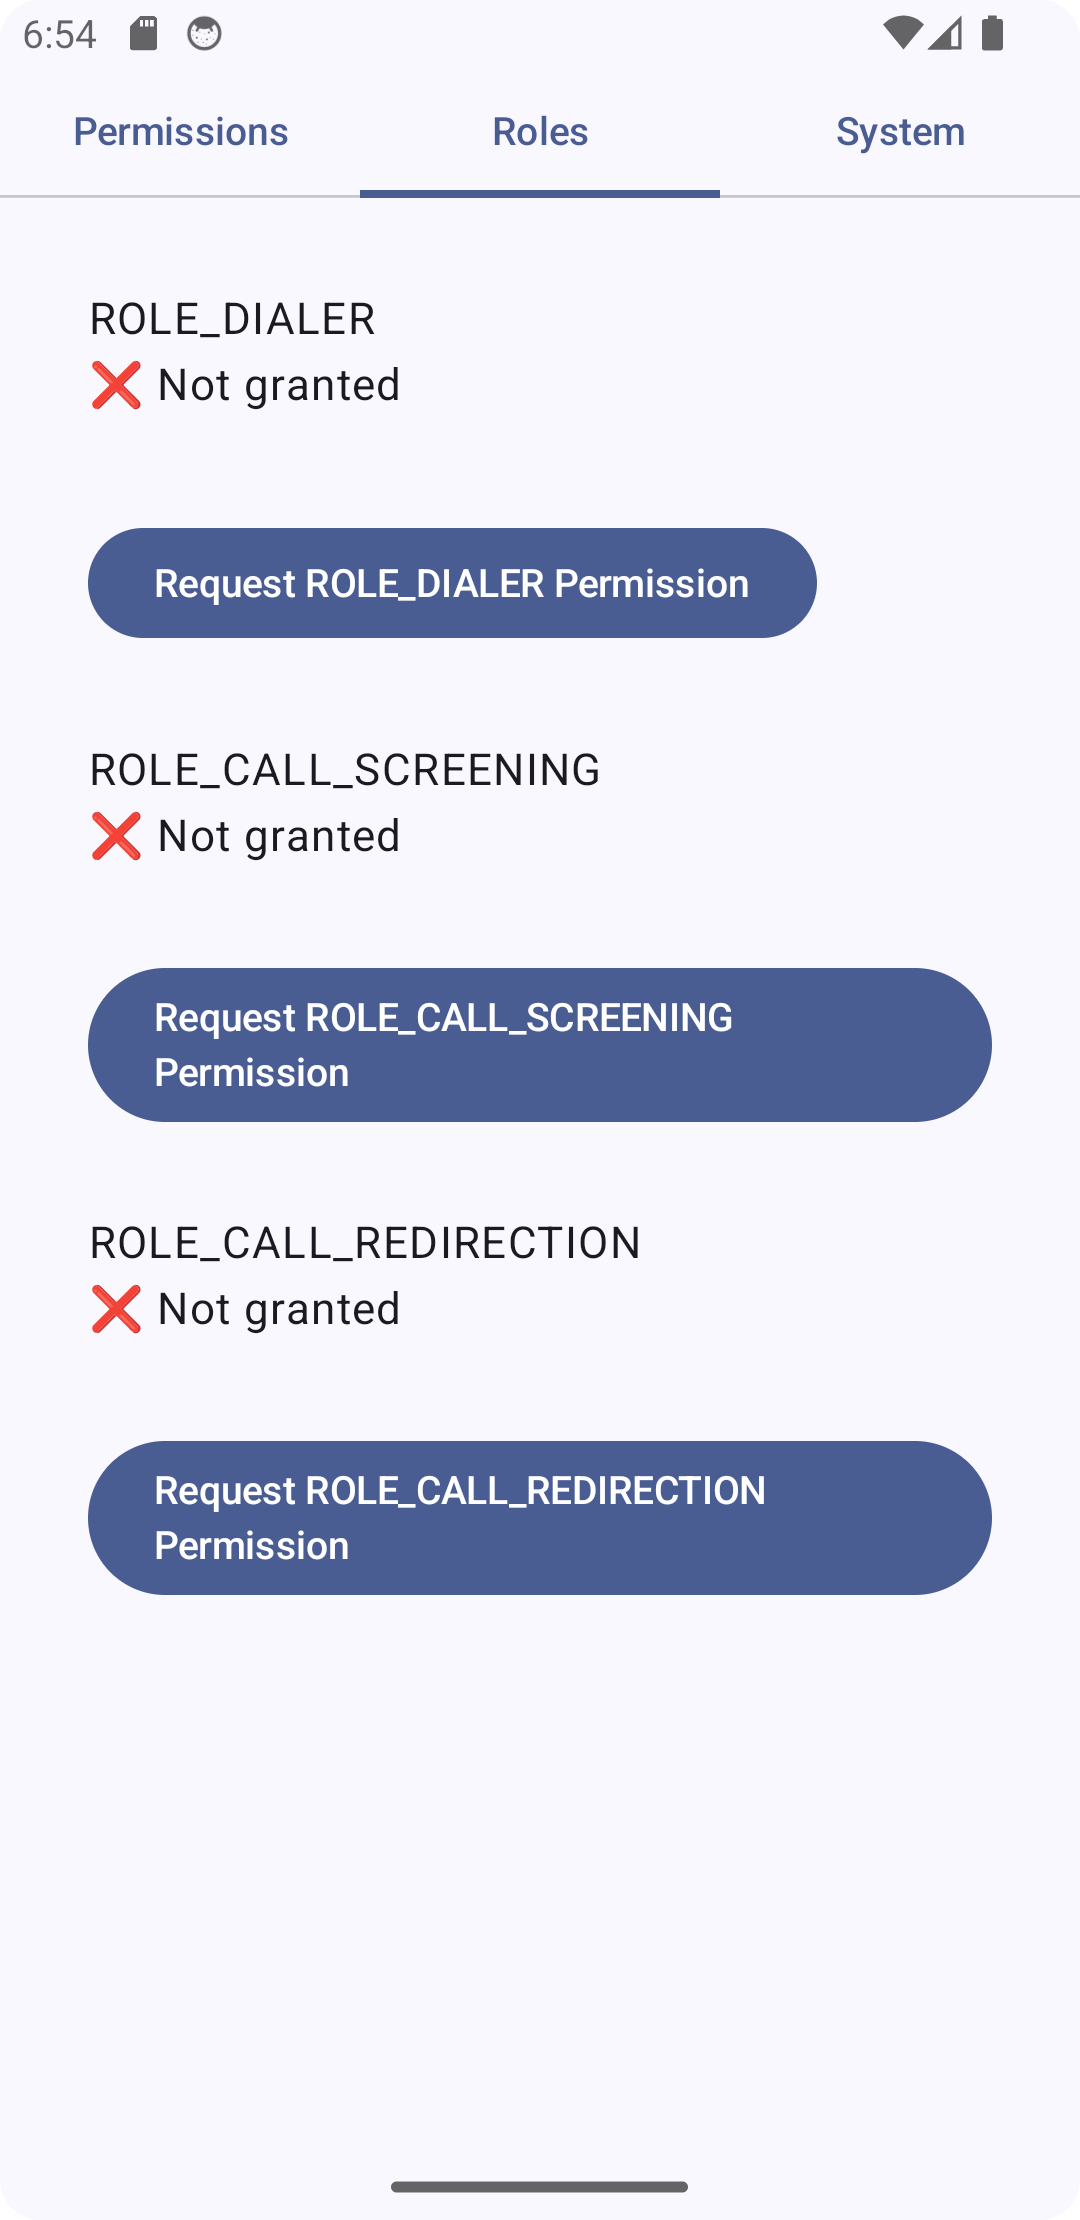 6:54
Permissions
Roles
System
ROLE_DIALER
❌ Not granted
Request ROLE_DIALER Permission
ROLE_CALL_SCREENING
❌ Not granted
Request ROLE_CALL_SCREENING
Permission
ROLE_CALL_REDIRECTION
❌ Not granted
Request ROLE_CALL_REDIRECTION
Permission